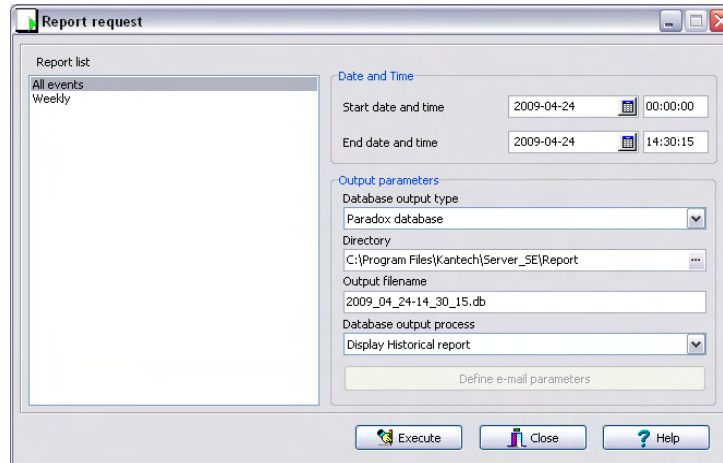 Report request
Report list
All events
Weekly
Date and Time
Start date and time 2009-04-24 00:00:00
End date and time 2009-04-24 14:30:15
Output parameters
Database output type
Paradox database
Directory
C:\Program Files\Kantech\Server_SE\Report ...
Output filename
2009_04_24-14_30_15.db
Database output process
Display Historical report
Define e-mail parameters
Execute Close ? Help